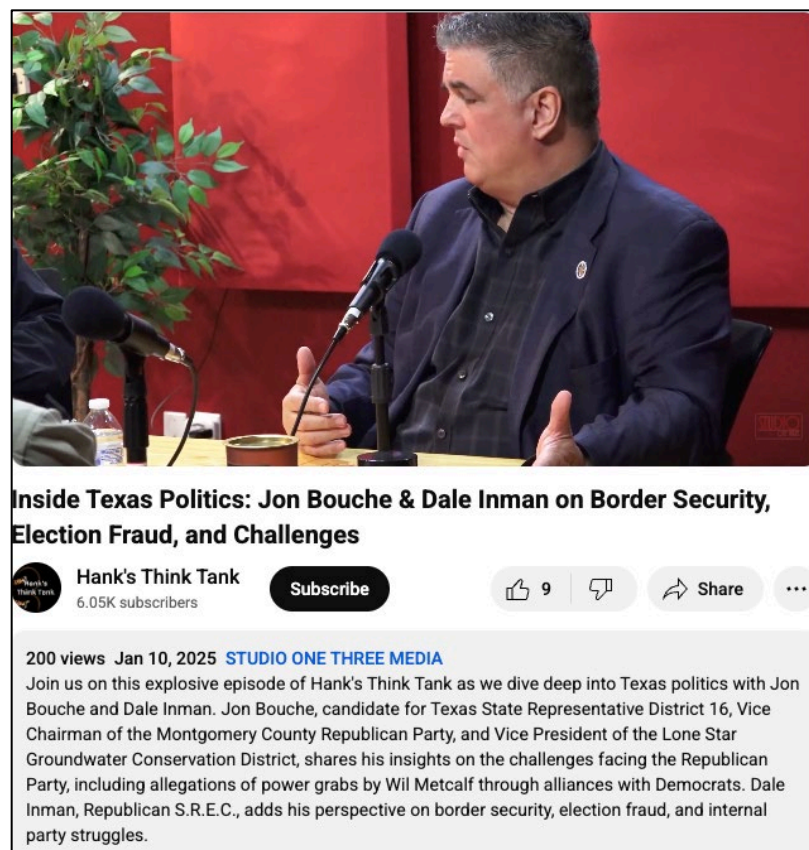 STUDIO
Inside Texas Politics: Jon Bouche & Dale Inman on Border Security,
Election Fraud, and Challenges
Hank's
Think Tank
Hank's Think Tank
6.05K subscribers
Subscribe
9
Share
200 views Jan 10, 2025 STUDIO ONE THREE MEDIA
Join us on this explosive episode of Hank's Think Tank as we dive deep into Texas politics with Jon
Bouche and Dale Inman. Jon Bouche, candidate for Texas State Representative District 16, Vice
Chairman of the Montgomery County Republican Party, and Vice President of the Lone Star
Groundwater Conservation District, shares his insights on the challenges facing the Republican
Party, including allegations of power grabs by Wil Metcalf through alliances with Democrats. Dale
Inman, Republican S.R.E.C., adds his perspective on border security, election fraud, and internal
party struggles.